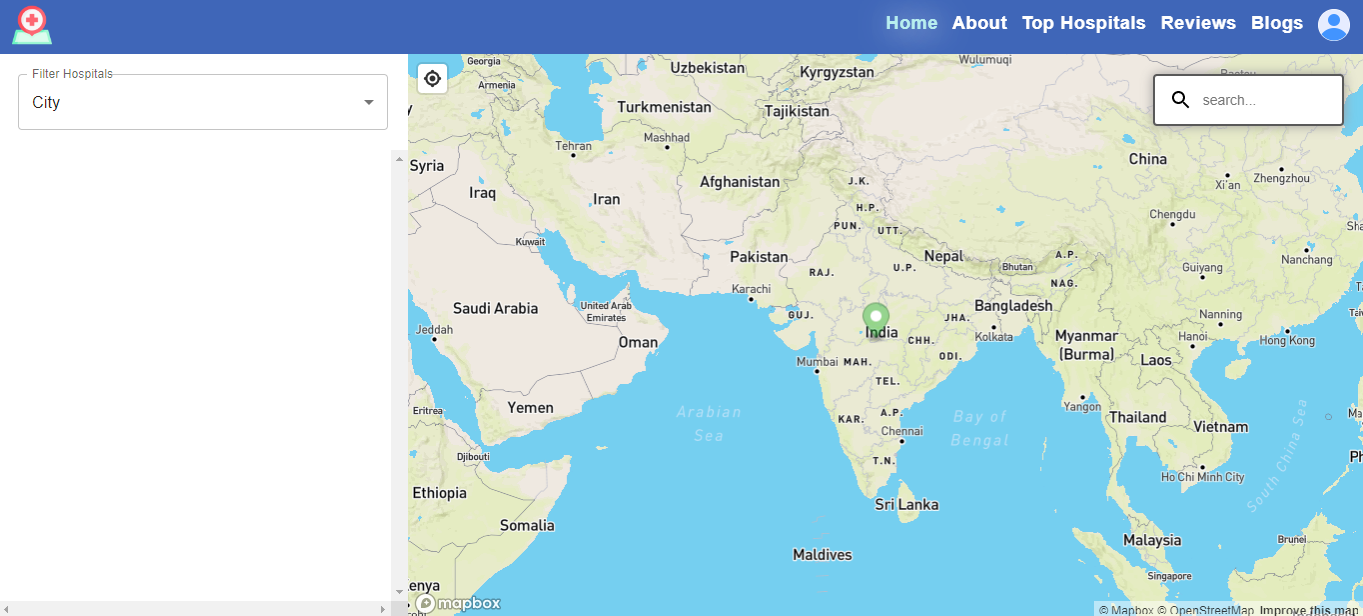 Home About Top Hospitals Reviews Blogs
Filter Hospitals
City
search...
Georgia
Uzbekistan
Kyrgyzstan
Wulumuqi
Armenia
Turkmenistan
Tajikistan
Tehran
Mashhad
China
Syria
Iraq
Iran
Afghanistan
J.K.
Xi'an
Zhengzhou
H.P.
Chengdu
PUN.
UTT.
Kuwait
Pakistan
Nepal
A.P.
RAJ.
U.P.
Bhutan
Guiyang
Nanchang
NAG.
Karachi
Saudi Arabia
United Arab
Emirates
GUJ.
JHA.
Bangladesh
Nanning
Jeddah
India
Kolkata
Myanmar
(Burma)
Hanoi
Hong Kong
Oman
CHH.
Mumbai
MAH.
ODI.
Laos
TEL.
Yemen
Eritrea
Arabian
Sea
KAR.
A.P.
Bay of
Bengal
Yangon
Thailand
Vietnam
Chennai
Djibouti
T.N.
Ho Chi Minh City
South China Sea
Ethiopia
Sri Lanka
Somalia
Maldives
Malaysia
Brunei
Singapore
enya
mapbox
© Mapbox © OpenStreetMap Improve this map